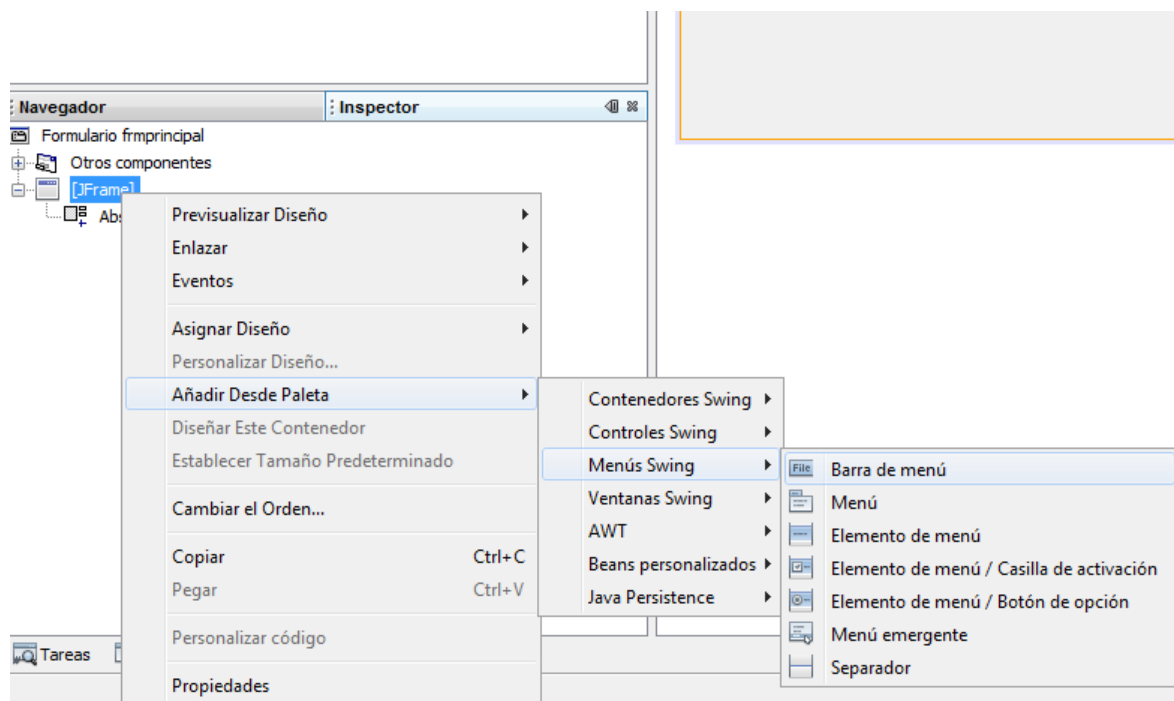 Navegador
Inspector
Formulario frmprincipal
Otros componentes
[JFrame]
Abs
Previsualizar Diseño
Enlazar
Eventos
Asignar Diseño
Personalizar Diseño...
Añadir Desde Paleta
Diseñar Este Contenedor
Establecer Tamaño Predeterminado
Cambiar el Orden...
Copiar Ctrl+C
Pegar Ctrl+V
Personalizar código
Propiedades
Contenedores Swing
Controles Swing
Menús Swing
Ventanas Swing
AWT
Beans personalizados
Java Persistence
File Barra de menú
Menú
Elemento de menú
Elemento de menú / Casilla de activación
Elemento de menú / Botón de opción
Menú emergente
Separador
Tareas